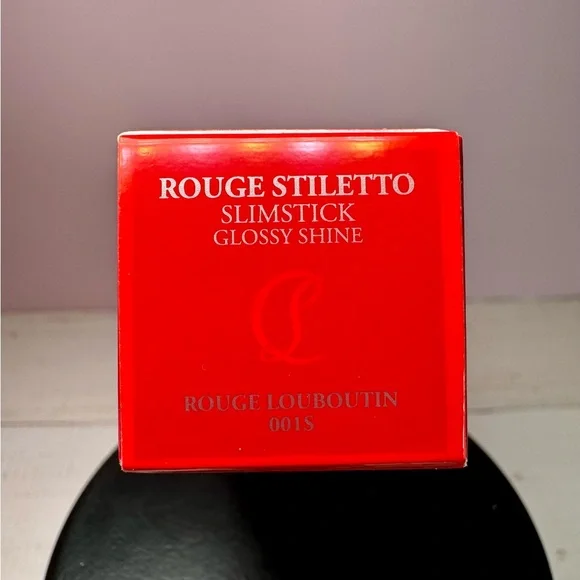 ROUGE STILETTO
SLIMSTICK
GLOSSY SHINE
ROUGE LOUBOUTIN
001S